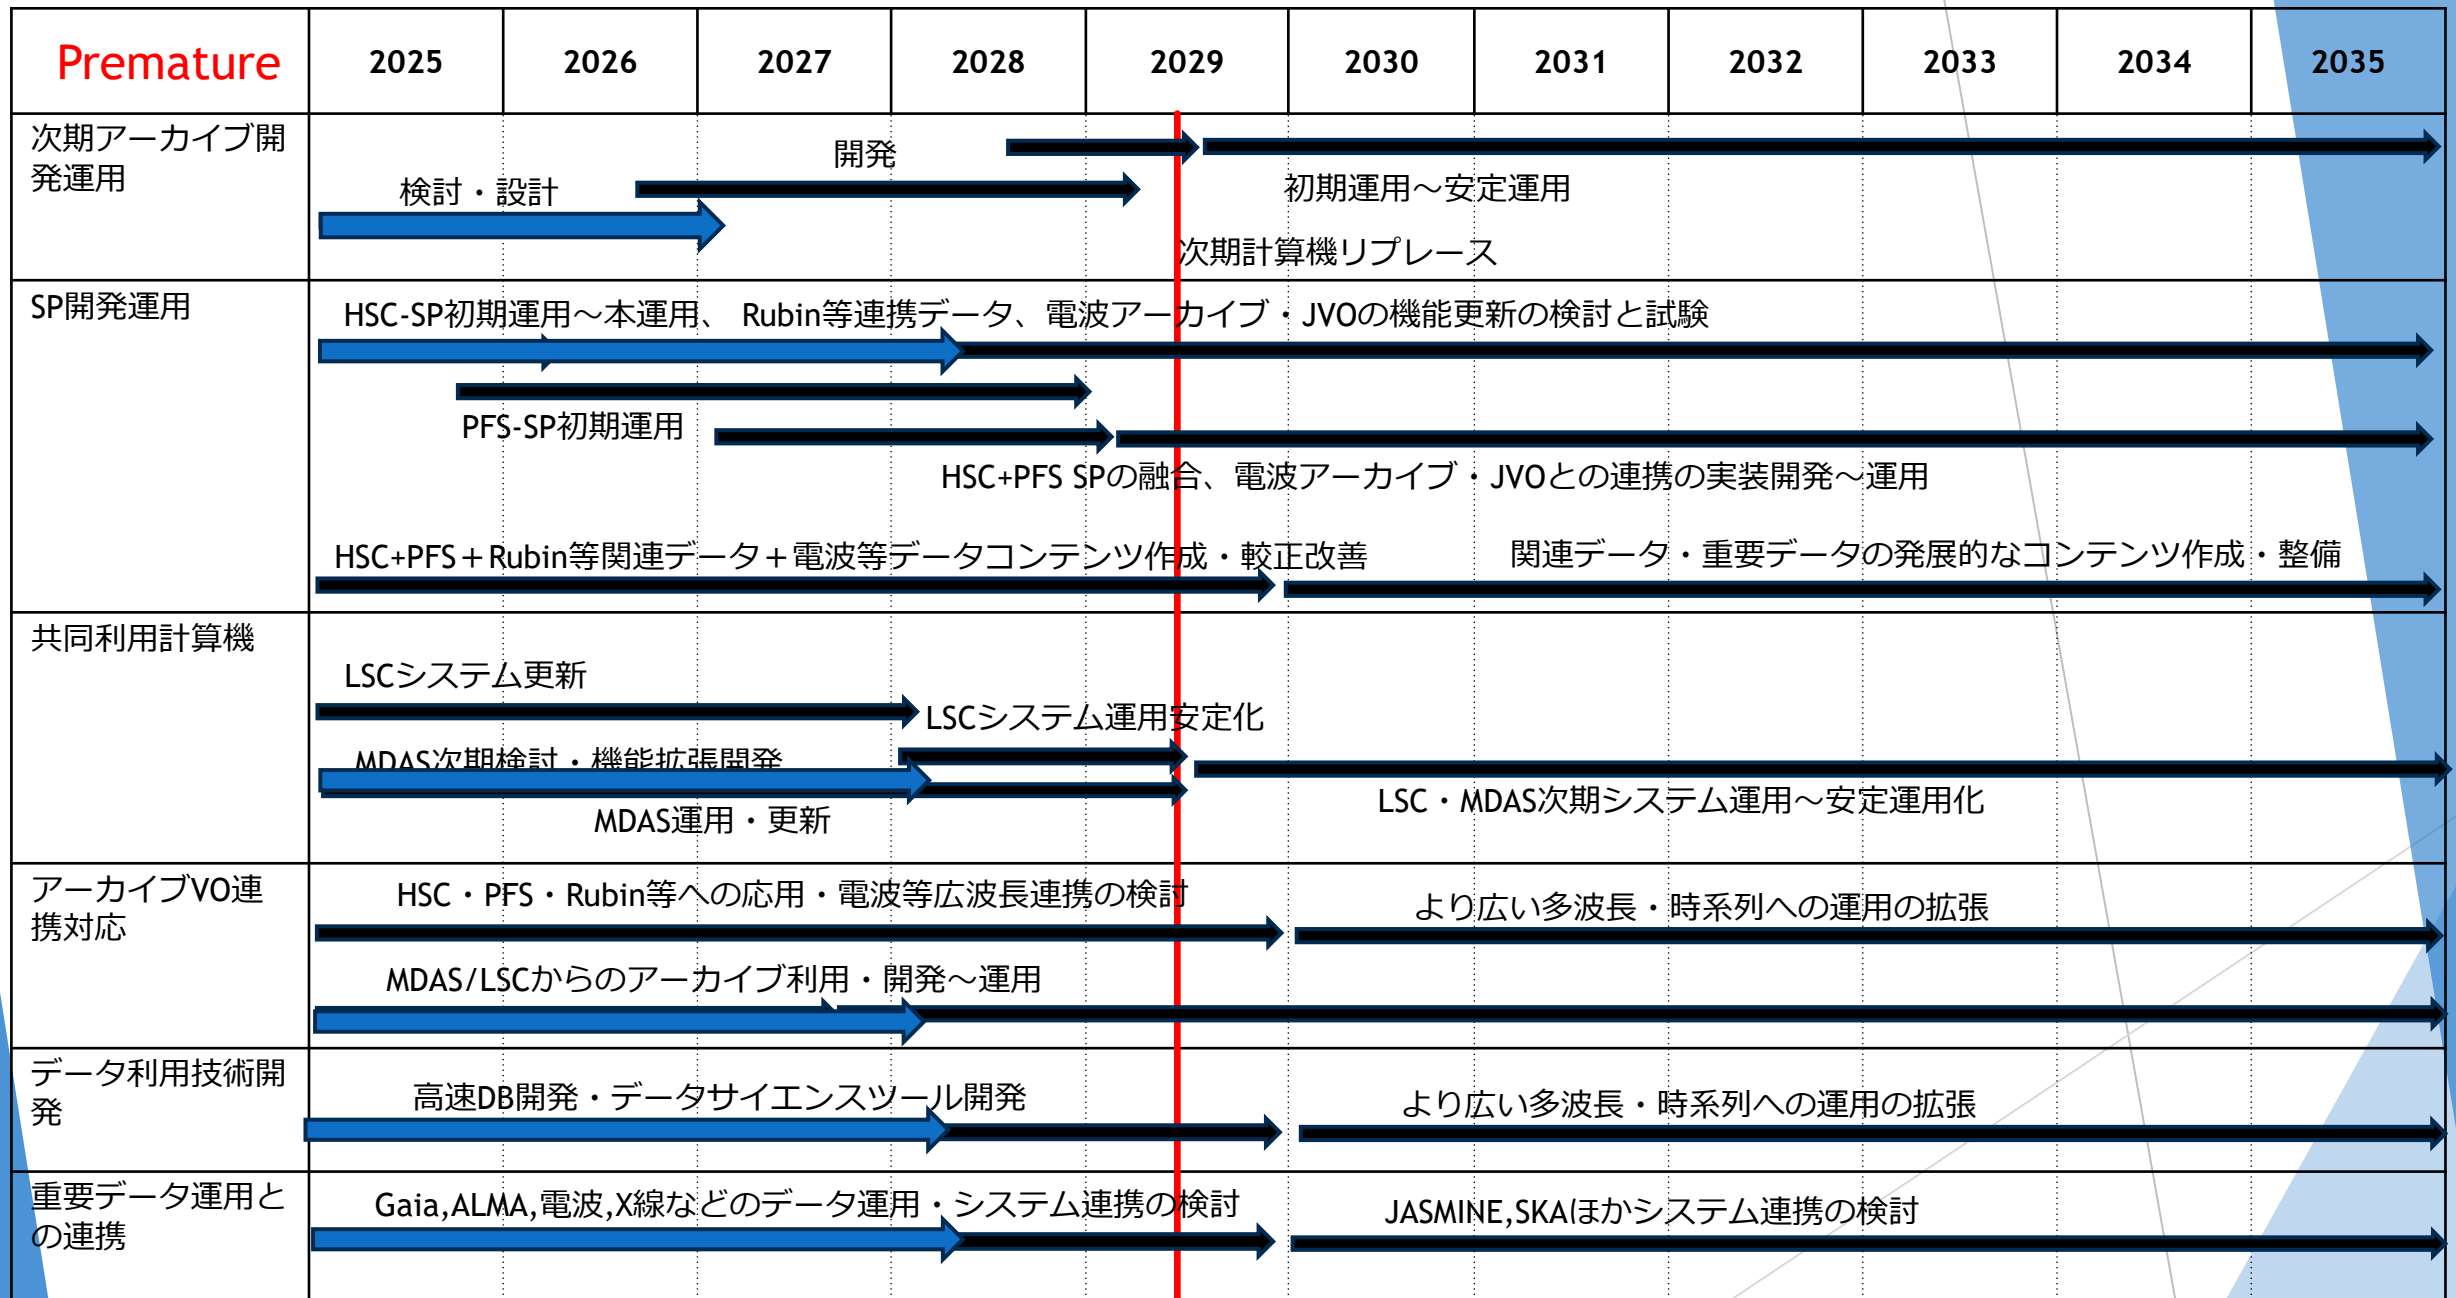 Premature 2025 2026 2027 2028 2029 2030 2031 2032 2033 2034 2035
次期アーカイブ開
発運用
開発
検討・設計
初期運用～安定運用
次期計算機リプレース
SP開発運用
HSC-SP初期運用～本運用、 Rubin等連携データ、電波アーカイブ・JVOの機能更新の検討と試験
PFS-SP初期運用
HSC+PFS SPの融合、電波アーカイブ・JVOとの連携の実装開発～運用
HSC+PFS＋Rubin等関連データ＋電波等データコンテンツ作成・較正改善
関連データ・重要データの発展的なコンテンツ作成・整備
共同利用計算機
LSCシステム更新
LSCシステム運用安定化
MDAS次期検討・機能拡張開発
MDAS運用・更新
LSC・MDAS次期システム運用～安定運用化
アーカイブVO連
携対応
HSC・PFS・Rubin等への応用・電波等広波長連携の検討
より広い多波長・時系列への運用の拡張
MDAS/LSCからのアーカイブ利用・開発～運用
データ利用技術開
発
高速DB開発・データサイエンスツール開発
より広い多波長・時系列への運用の拡張
重要データ運用と
の連携
Gaia,ALMA,電波,X線などのデータ運用・システム連携の検討
JASMINE,SKAほかシステム連携の検討